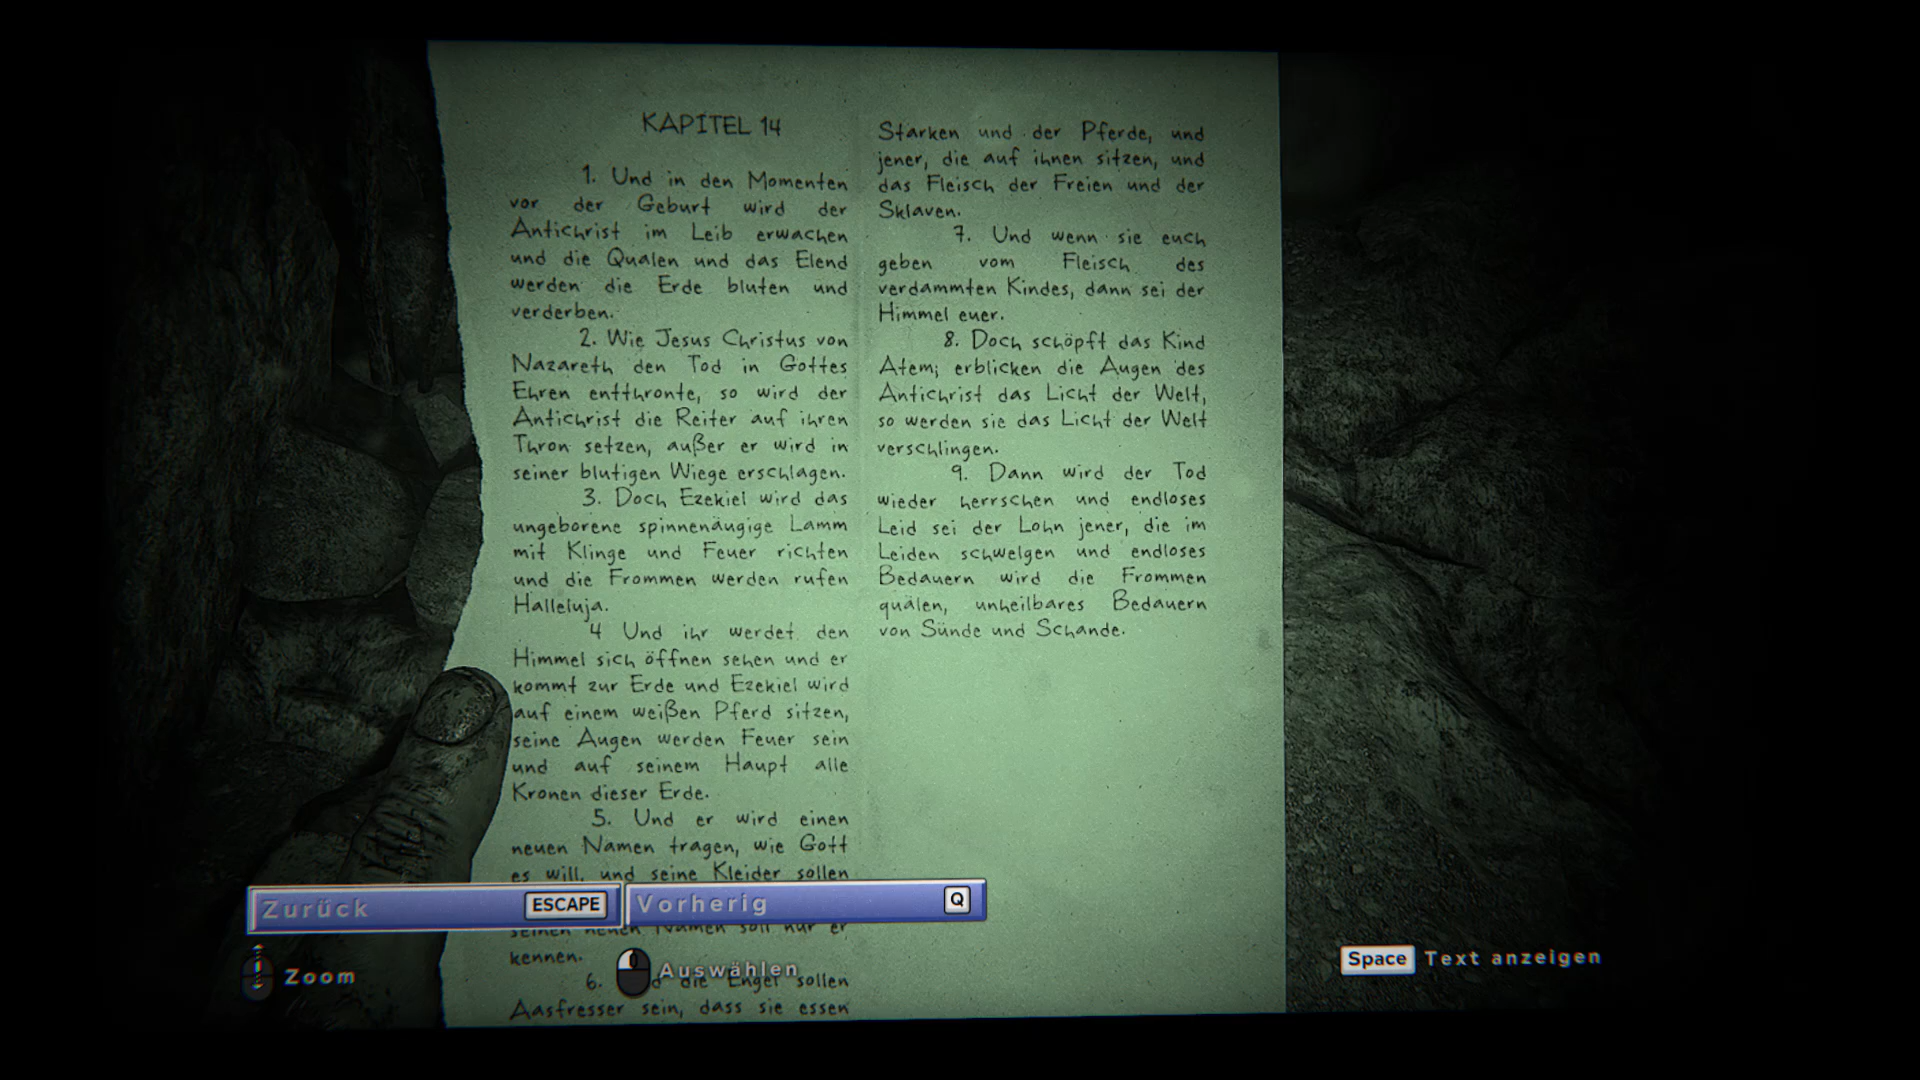 KAPITEL 14
1. Und in den Momenten
vor der Geburt wird der
Antichrist im Leib erwachen
und die Qualen und das Elend
werden die Erde bluten und
verderben.
2. Wie Jesus Christus von
Nazareth den Tod in Gottes
Ehren entthronte, so wird der
Antichrist die Reiter auf ihren
Thron setzen, außer er wird in
seiner blutigen Wiege erschlagen.
3. Doch Ezekiel wird das
ungeborene spinnenäugige Lamm
mit Klinge und Feuer richten
und die Frommen werden rufen
Halleluja.
4 Und ihr werdet den
Himmel sich öffnen sehen und er
kommt zur Erde und Ezekiel wird
auf einem weißen Pferd sitzen,
seine Augen werden Feuer sein
und auf seinem Haupt alle
Kronen dieser Erde.
5. Und er wird einen
neuen Namen tragen, wie Gott
es will, und seine Kleider sollen
seinen neuen Namen soll nur er
kennen.
6. die Engel sollen
Aasfresser sein, dass sie essen
Starken und der Pferde, und
jener, die auf ihnen sitzen, und
das Fleisch der Freien und der
Sklaven.
7. Und wenn sie euch
geben vom Fleisch des
verdammten Kindes, dann sei der
Himmel euer.
8. Doch schöpft das Kind
Atem; erblicken die Augen des
Antichrist das Licht der Welt,
so werden sie das Licht der Welt
verschlingen.
9. Dann wird der Tod
wieder herrschen und endloses
Leid sei der Lohn jener, die im
Leiden schwelgen und endloses
Bedauern wird die Frommen
quälen, unheilbares Bedauern
von Sünde und Schande.
Zurück ESCAPE
Vorherig Q
Zoom
Auswählen
Space Text anzeigen